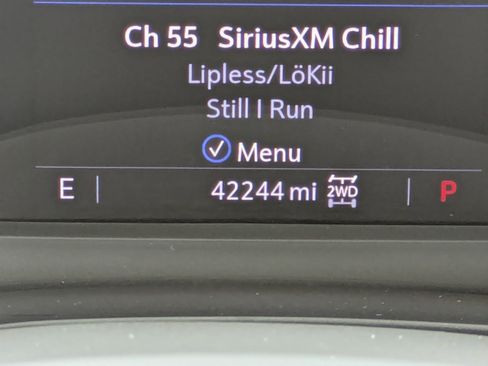 Ch 55 SiriusXM Chill
Lipless/LöKii
Still I Run
Menu
E 42244 mi 2WD P